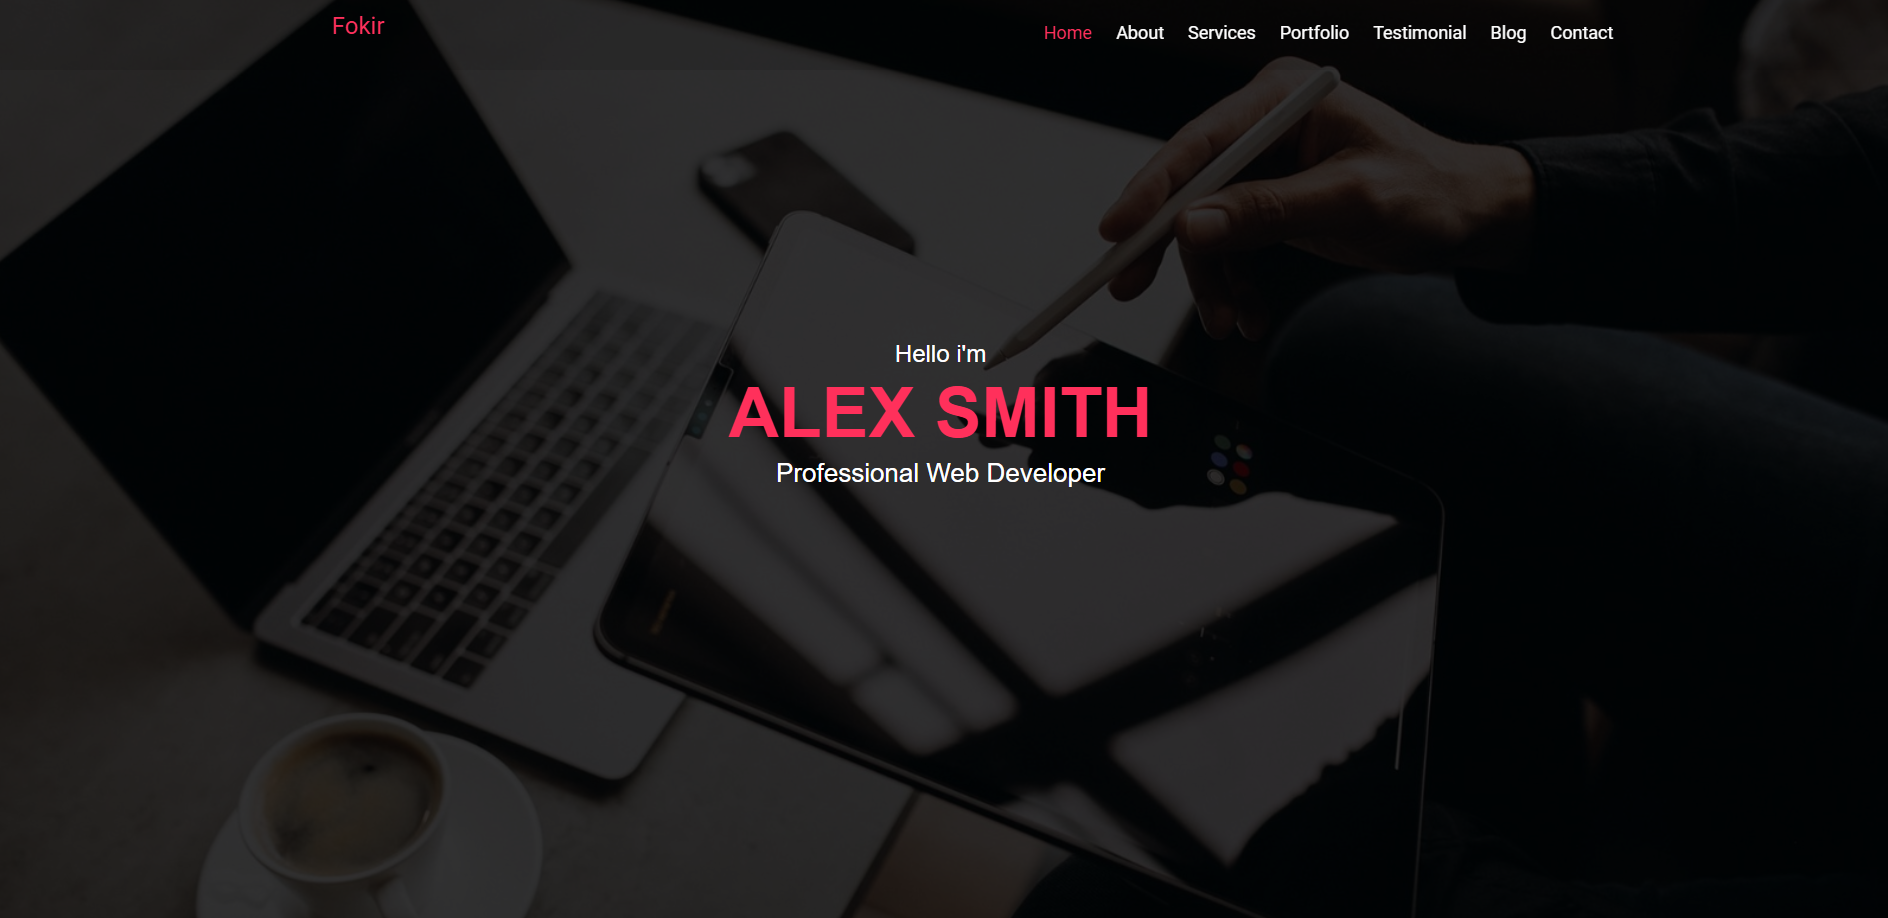 Fokir
Home About Services Portfolio Testimonial Blog Contact
Hello i'm
ALEX SMITH
Professional Web Developer